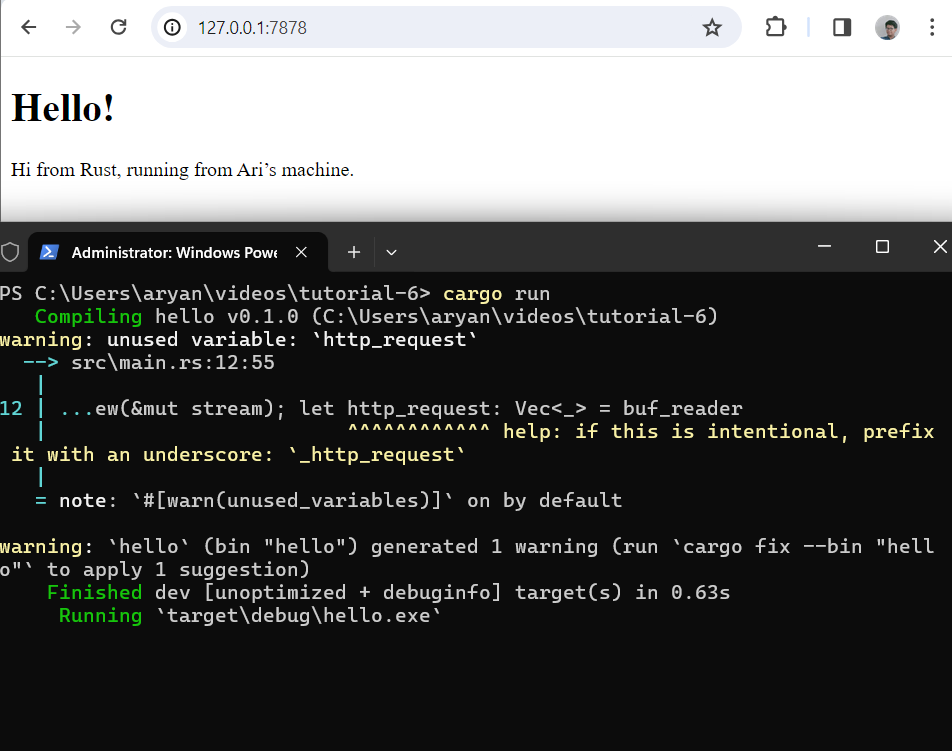 127.0.0.1:7878
Hello!
Hi from Rust, running from Ari’s machine.
Administrator: Windows Powe
PS C:\Users\aryan\videos\tutorial-6> cargo run
   Compiling hello v0.1.0 (C:\Users\aryan\videos\tutorial-6)
warning: unused variable: `http_request`
  --> src\main.rs:12:55
   |
12 | ...ew(&mut stream); let http_request: Vec<_> = buf_reader
   |                         ^^^^^^^^^^^^ help: if this is intentional, prefix
 it with an underscore: `_http_request`
   |
   = note: `#[warn(unused_variables)]` on by default
warning: `hello` (bin "hello") generated 1 warning (run `cargo fix --bin "hell
o"` to apply 1 suggestion)
    Finished dev [unoptimized + debuginfo] target(s) in 0.63s
     Running `target\debug\hello.exe`